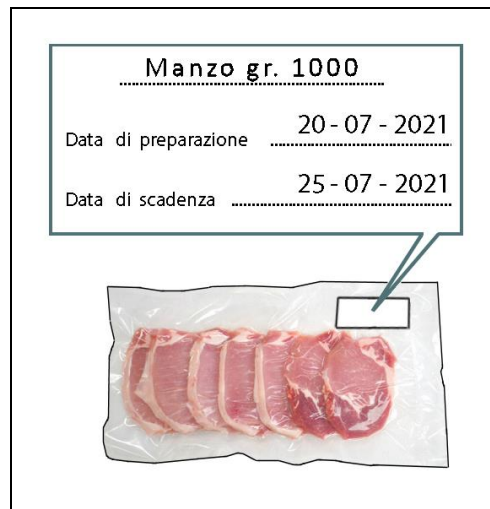 Manzo gr. 1000
Data di preparazione 20 - 07 - 2021
Data di scadenza 25 - 07 - 2021